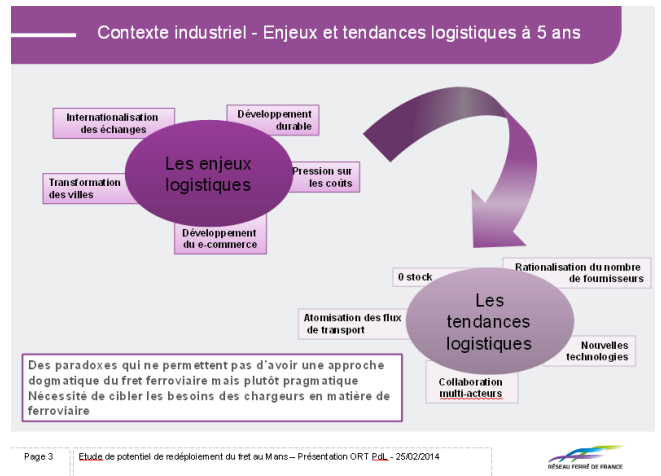 Contexte industriel - Enjeux et tendances logistiques à 5 ans
Internationalisation
des échanges
Développement
durable
Les enjeux
logistiques
Transformation
des villes
Pression sur
les coûts
Développement
du e-commerce
0 stock
Rationalisation du nombre
de fournisseurs
Les
tendances
logistiques
Atomisation des flux
de transport
Nouvelles
technologies
Collaboration
multi-acteurs
Des paradoxes qui ne permettent pas d'avoir une approche
dogmatique du fret ferroviaire mais plutôt pragmatique
Nécessité de cibler les besoins des chargeurs en matière de
ferroviaire
Page 3
Etude de potentiel de redéploiement du fret au Mans – Présentation ORT PdL - 25/02/2014
RÉSEAU FERRÉ DE FRANCE